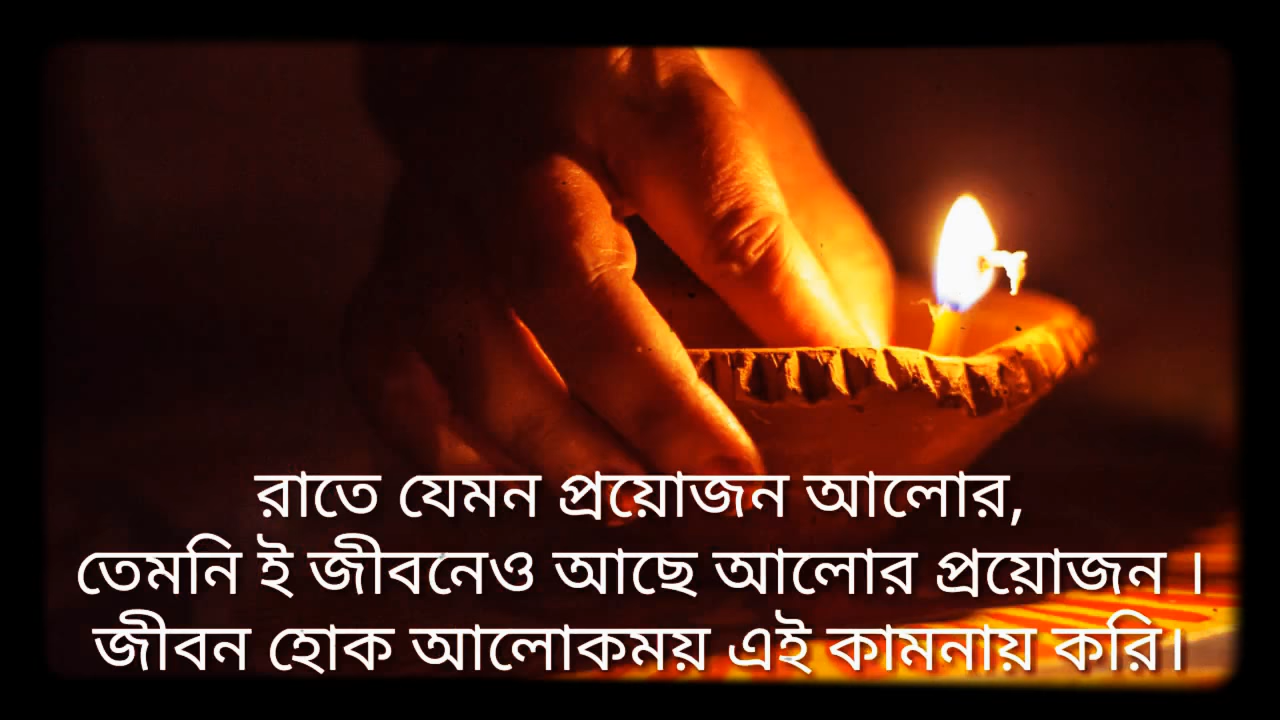 রাতে যেমন প্রয়োজন আলোর,
তেমনি ই জীবনেও আছে আলোর প্রয়োজন ।
জীবন হোক আলোকময় এই কামনায় করি।